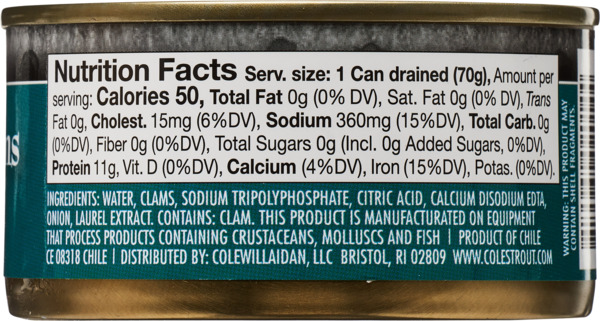 Nutrition Facts Serv. size: 1 Can drained (70g), Amount per
serving: Calories 50, Total Fat 0g (0% DV), Sat. Fat 0g (0% DV), Trans
Fat 0g, Cholest. 15mg (6%DV), Sodium 360mg (15%DV), Total Carb. 0g
(0%DV), Fiber 0g (0%DV), Total Sugars 0g (Incl. 0g Added Sugars, 0%DV),
Protein 11g, Vit. D (0%DV), Calcium (4%DV), Iron (15%DV), Potas. (0%DV).
INGREDIENTS: WATER, CLAMS, SODIUM TRIPOLYPHOSPHATE, CITRIC ACID, CALCIUM DISODIUM EDTA,
ONION, LAUREL EXTRACT. CONTAINS: CLAM. THIS PRODUCT IS MANUFACTURATED ON EQUIPMENT
THAT PROCESS PRODUCTS CONTAINING CRUSTACEANS, MOLLUSCS AND FISH | PRODUCT OF CHILE
CE 08318 CHILE | DISTRIBUTED BY: COLEWILLAIDAN, LLC BRISTOL, RI 02809 WWW.COLESTROUT.COM
WARNING: THIS PRODUCT MAY
CONTAIN SHELL FRAGMENTS.